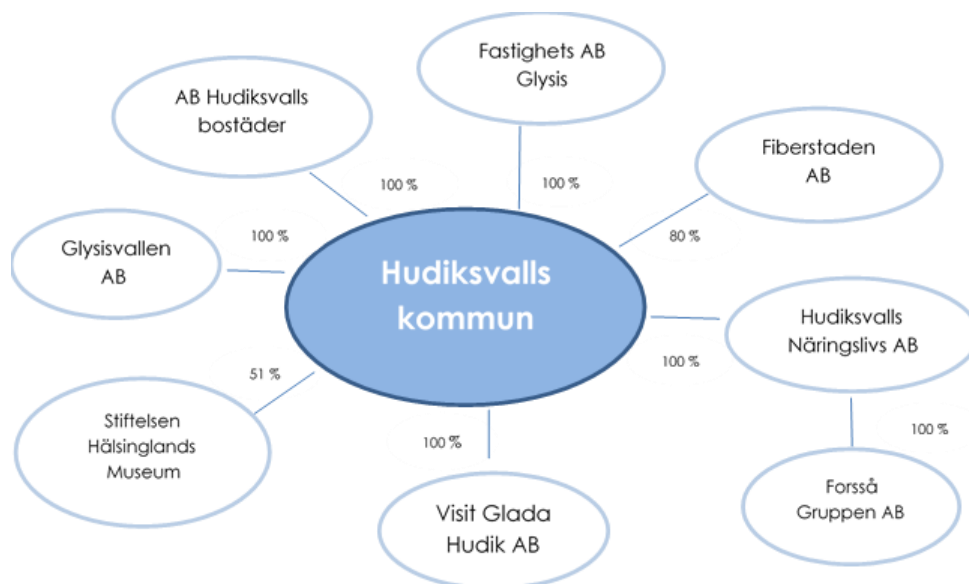 Fastighets AB
Glysis
AB Hudiksvalls
bostäder
Fiberstaden
AB
100 %
100 %
100 %
80 %
Glysisvallen
AB
Hudiksvalls
kommun
Hudiksvalls
Näringslivs AB
100 %
51 %
Stiftelsen
Hälsinglands
Museum
100 %
100 %
Visit Glada
Hudik AB
Forsså
Gruppen AB